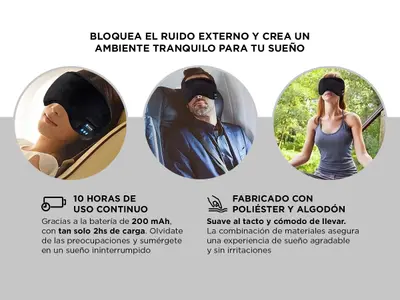 BLOQUEA EL RUIDO EXTERNO Y CREA UN
AMBIENTE TRANQUILO PARA TU SUEÑO
10 HORAS DE
USO CONTINUO
Gracias a la batería de 200 mAh,
con tan solo 2hs de carga. Olvidate
de las preocupaciones y sumérgete
en un sueño ininterrumpido
FABRICADO CON
POLIÉSTER Y ALGODÓN
Suave al tacto y cómodo de llevar.
La combinación de materiales asegura
una experiencia de sueño agradable
y sin irritaciones